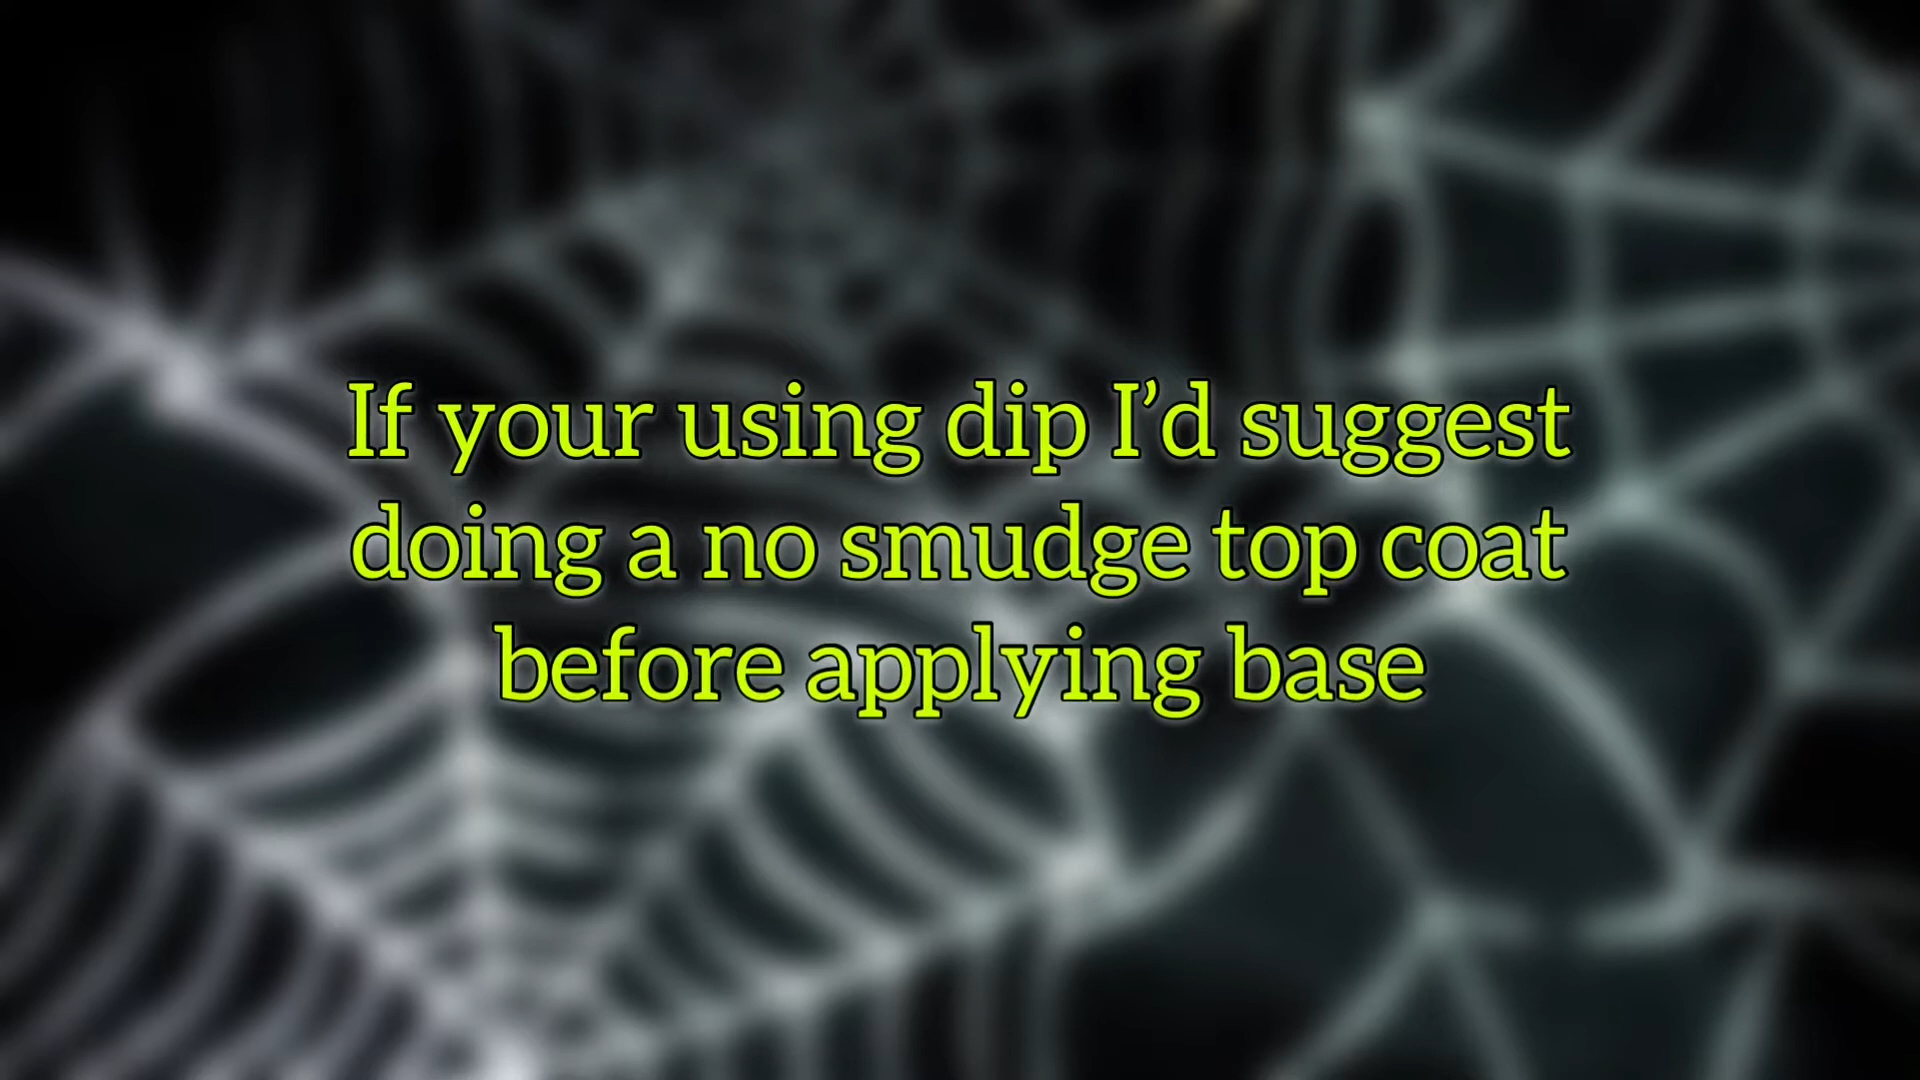 If your using dip I’d suggest
doing a no smudge top coat
before applying base